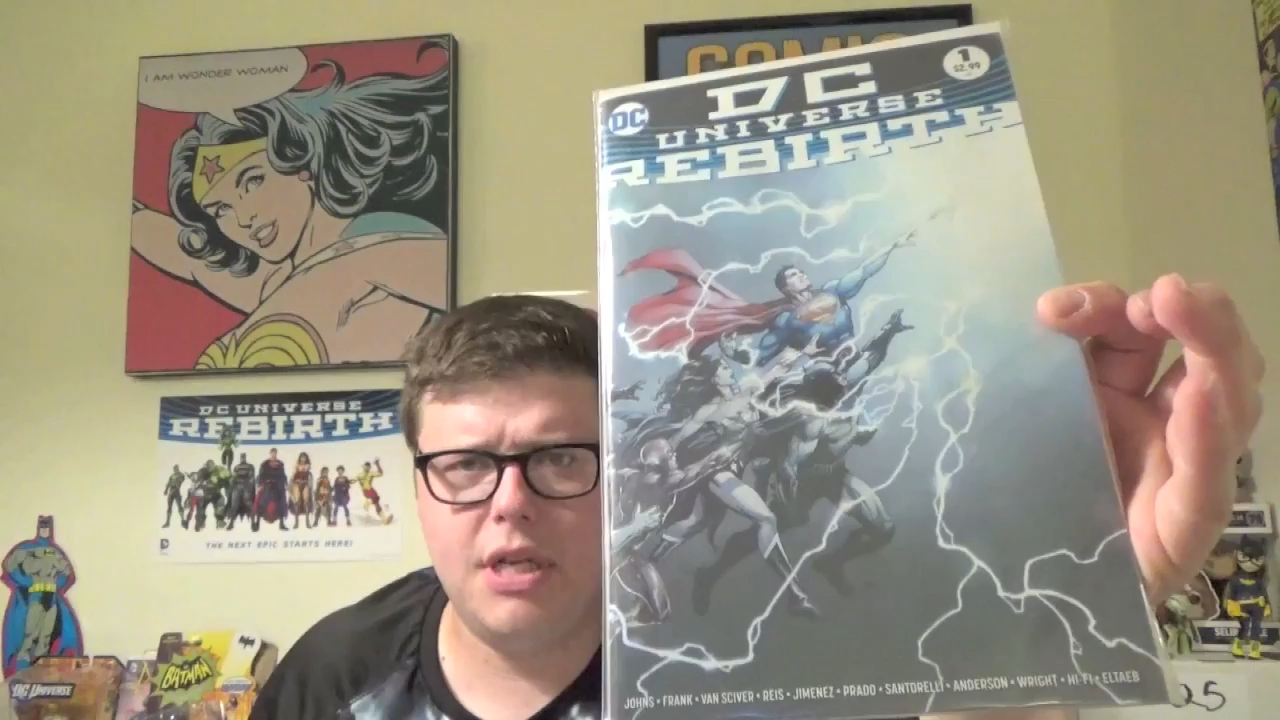 I AM WONDER WOMAN
COMIC
DC
1
$2.99
DC
UNIVERSE
REBIRTH
DC UNIVERSE
REBIRTH
THE NEXT EPIC STARTS HERE!
DC UNIVERSE
BATMAN
JOHNS • FRANK • VAN SCIVER • REIS • JIMENEZ • PRADO • SANTORELLI • ANDERSON • WRIGHT • HI-FI • ELTAEB
25